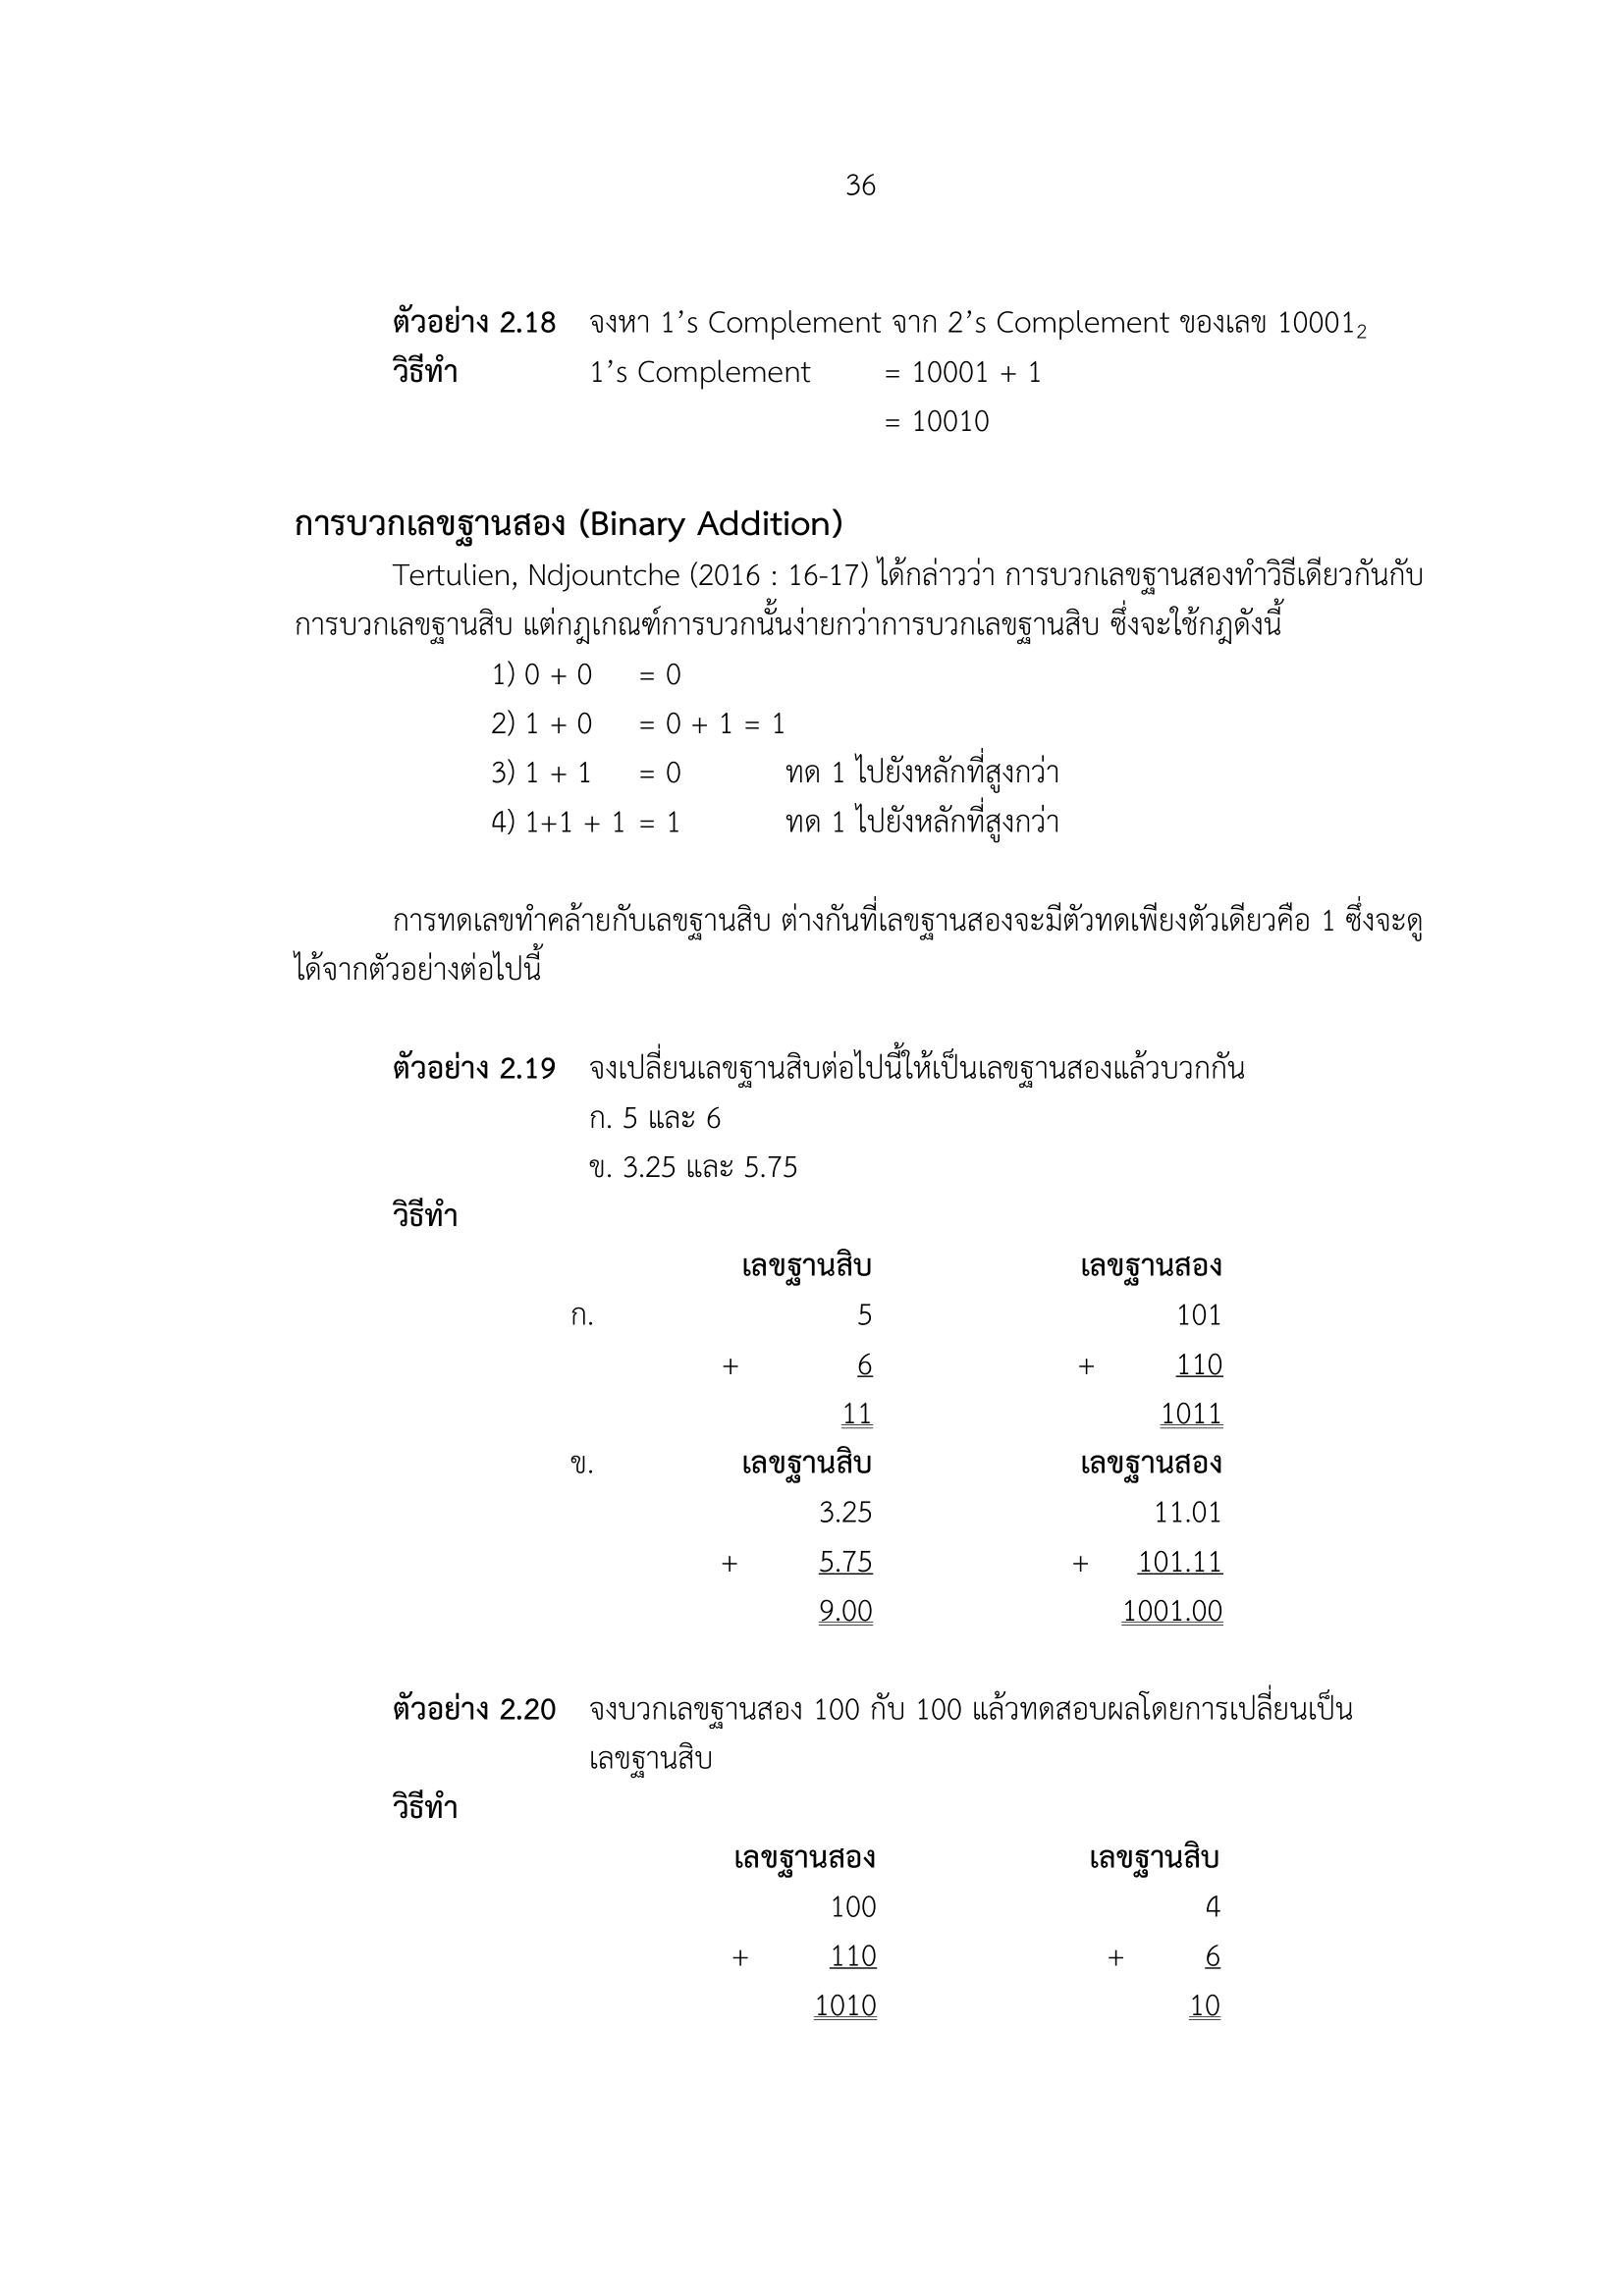 36
ตัวอย่าง 2.18 จงหา 1’s Complement จาก 2’s Complement ของเลข 10001₂
วิธีทำ 1’s Complement = 10001 + 1
= 10010
การบวกเลขฐานสอง (Binary Addition)
Tertulien, Ndjountche (2016 : 16-17) ได้กล่าวว่า การบวกเลขฐานสองทำวิธีเดียวกันกับ
การบวกเลขฐานสิบ แต่กฎเกณฑ์การบวกนั้นง่ายกว่าการบวกเลขฐานสิบ ซึ่งจะใช้กฎดังนี้
1) 0 + 0 = 0
2) 1 + 0 = 0 + 1 = 1
3) 1 + 1 = 0 ทด 1 ไปยังหลักที่สูงกว่า
4) 1+1 + 1 = 1 ทด 1 ไปยังหลักที่สูงกว่า
การทดเลขทำคล้ายกับเลขฐานสิบ ต่างกันที่เลขฐานสองจะมีตัวทดเพียงตัวเดียวคือ 1 ซึ่งจะดู
ได้จากตัวอย่างต่อไปนี้
ตัวอย่าง 2.19 จงเปลี่ยนเลขฐานสิบต่อไปนี้ให้เป็นเลขฐานสองแล้วบวกกัน
ก. 5 และ 6
ข. 3.25 และ 5.75
วิธีทำ
เลขฐานสิบ เลขฐานสอง
ก. 5 101
+ 6 + 110
11 1011
ข. เลขฐานสิบ เลขฐานสอง
3.25 11.01
+ 5.75 + 101.11
9.00 1001.00
ตัวอย่าง 2.20 จงบวกเลขฐานสอง 100 กับ 100 แล้วทดสอบผลโดยการเปลี่ยนเป็น
เลขฐานสิบ
วิธีทำ
เลขฐานสอง เลขฐานสิบ
100 4
+ 110 + 6
1010 10